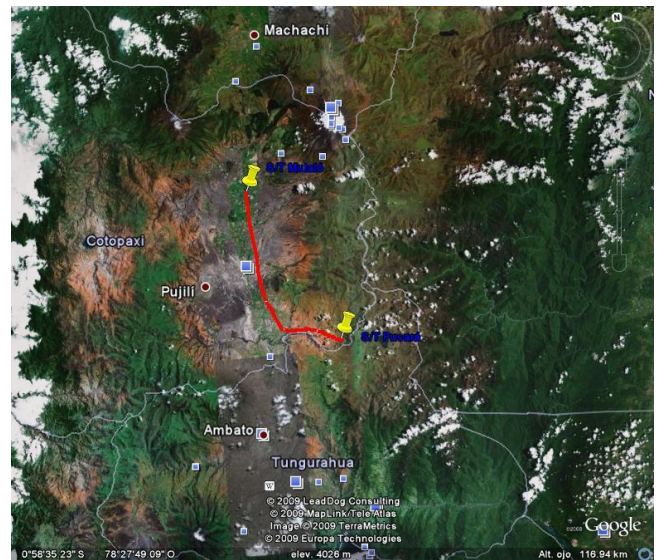 Machachi
N
S/T Mulaló
Cotopaxi
Pujilí
S/T Pucará
Ambato
Tungurahua
W
© 2009 LeadDog Consulting
© 2009 MapLink/Tele Atlas
Image © 2009 TerraMetrics
© 2009 Europa Technologies
©2009 Google
0°58'35.23" S 78°27'49.09" O elev. 4026 m Alt. ojo 116.94 km